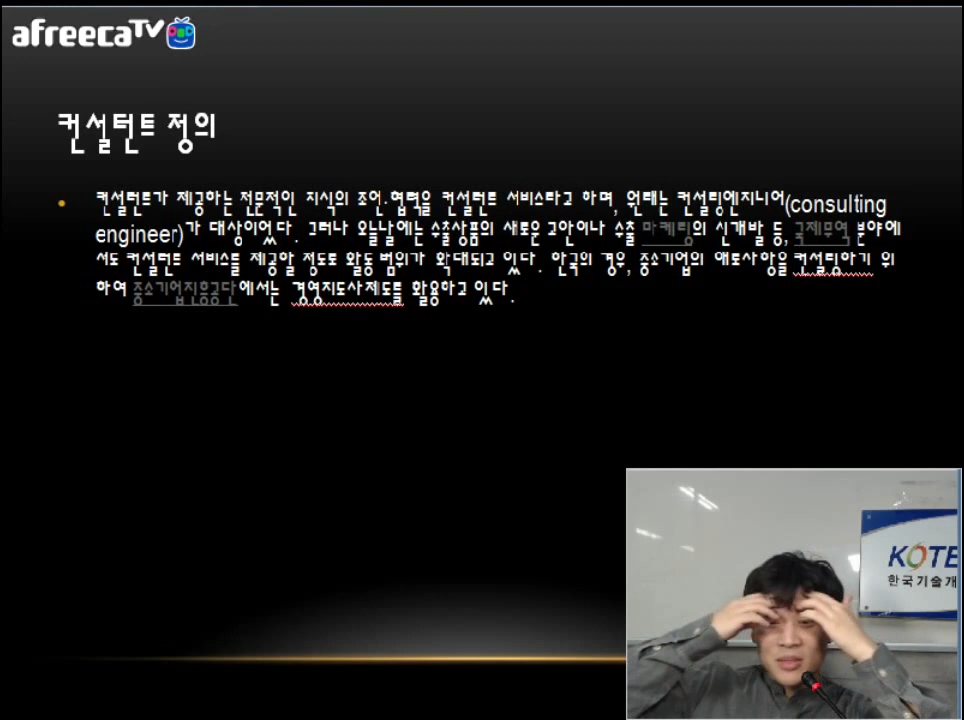 afreecaTV
컨설턴트 정의
컨설턴트가 제공하는 전문적인 지식의 조언·협력을 컨설턴트 서비스라고 하며, 원래는 컨설팅엔지니어(consulting
engineer)가 대상이었다. 그러나 오늘날에는 수출상품의 새로운 고안이나 수출 마케팅의 신개발 등, 국제무역 분야에
서도 컨설턴트 서비스를 제공할 정도로 활동 범위가 확대되고 있다. 한국의 경우, 중소기업의 애로사항을 컨설팅하기 위
하여 중소기업진흥공단에서는 경영지도사제도를 활용하고 있다.
KOTE
한국기술개